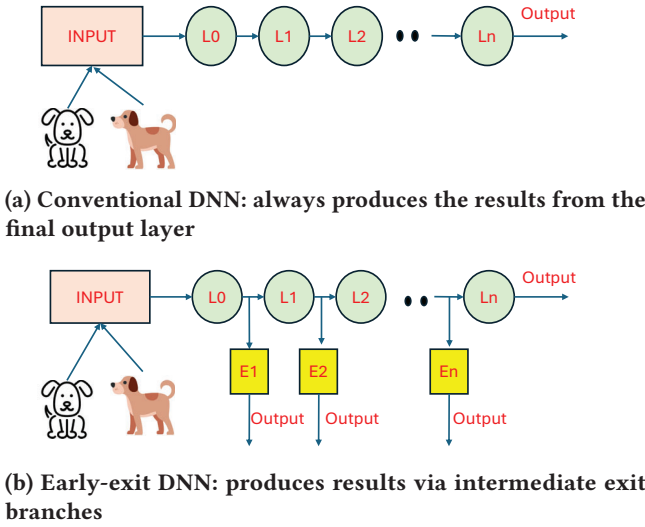 Output
INPUT L0 L1 L2 Ln
(a) Conventional DNN: always produces the results from the
final output layer
Output
INPUT L0 L1 L2 Ln
E1 E2 En
Output Output Output
(b) Early-exit DNN: produces results via intermediate exit
branches